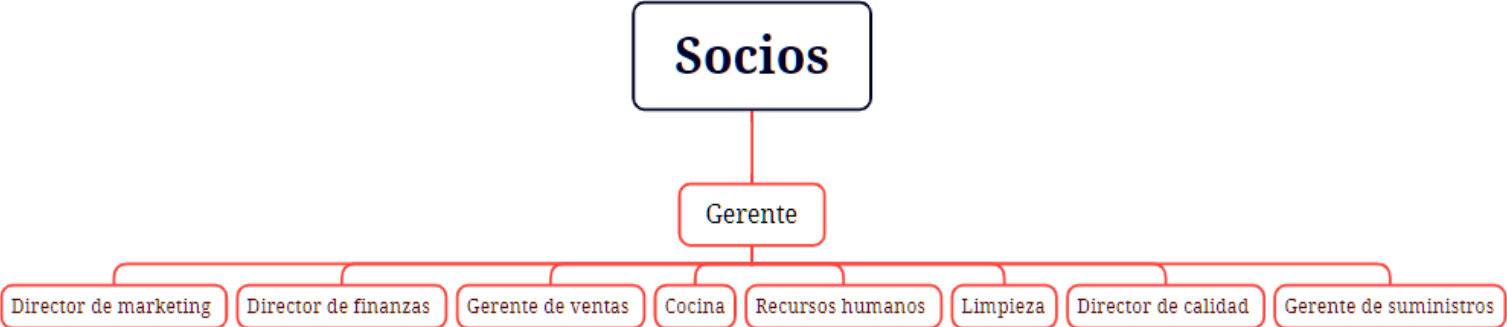 Socios
Gerente
Director de marketing
Director de finanzas
Gerente de ventas
Cocina
Recursos humanos
Limpieza
Director de calidad
Gerente de suministros